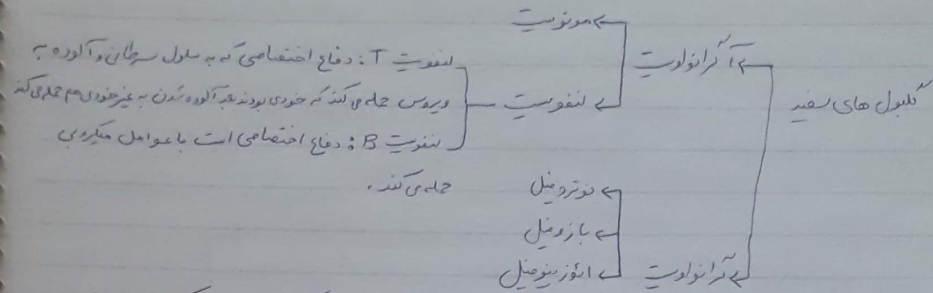 گلبول های سفید
آگرانولوسیت
مونوسیت
لنفوسیت
لنفوسیت T : دفاع اختصاصی که به سلول سرطانی و آلوده به
ویروس حمله می کند که خودی بودند بعد آلوده شدن به غیر خودی هم حمله می کند
لنفوسیت B : دفاع اختصاصی است با عوامل میکروبی
حمله می کند.
گرانولوسیت
نوتروفیل
بازوفیل
ائوزینوفیل